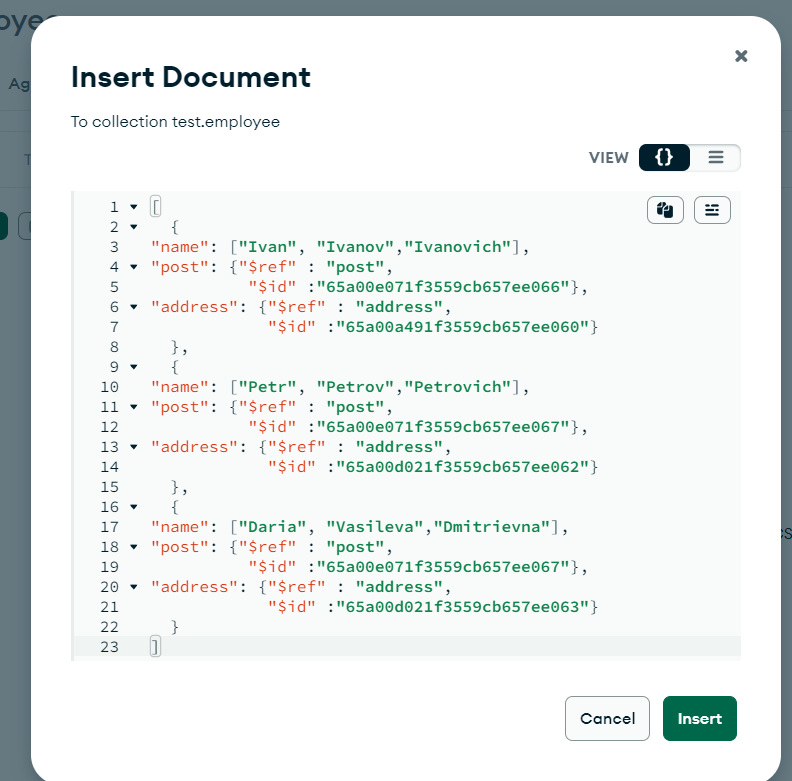 Insert Document
To collection test.employee
VIEW {}
1 [
2 {
3 "name": ["Ivan", "Ivanov","Ivanovich"],
4 "post": {"$ref" : "post",
5 "$id" :"65a00e071f3559cb657ee066"},
6 "address": {"$ref" : "address",
7 "$id" :"65a00a491f3559cb657ee060"}
8 },
9 {
10 "name": ["Petr", "Petrov","Petrovich"],
11 "post": {"$ref" : "post",
12 "$id" :"65a00e071f3559cb657ee067"},
13 "address": {"$ref" : "address",
14 "$id" :"65a00d021f3559cb657ee062"}
15 },
16 {
17 "name": ["Daria", "Vasileva","Dmitrievna"],
18 "post": {"$ref" : "post",
19 "$id" :"65a00e071f3559cb657ee067"},
20 "address": {"$ref" : "address",
21 "$id" :"65a00d021f3559cb657ee063"}
22 }
23 ]
Cancel
Insert